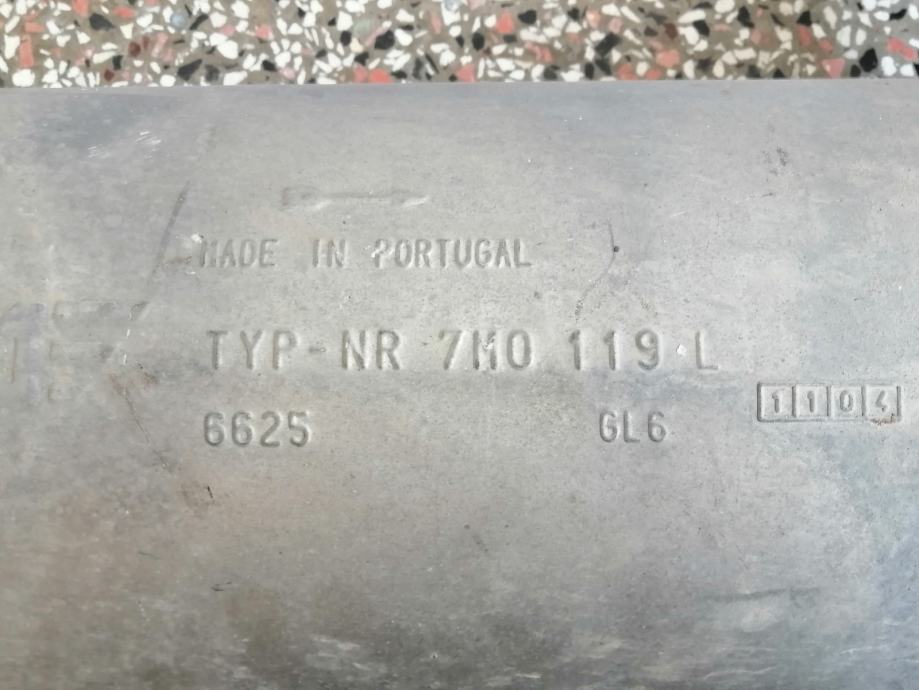 MADE IN PORTUGAL
TYP-NR 7M0 119 L
6625 GL6
1104